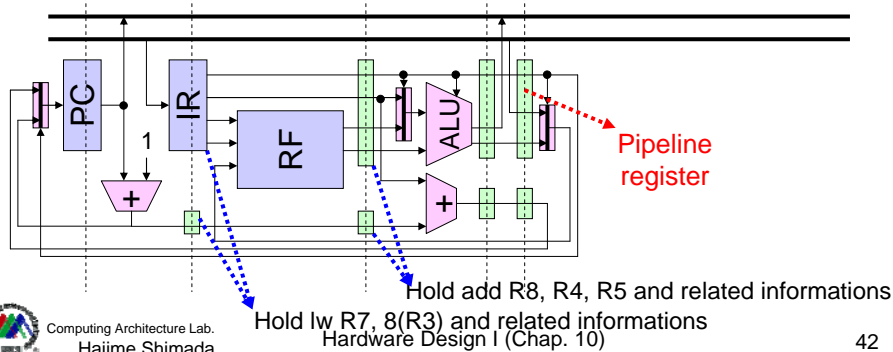 PC
1
+
IR
RF
ALU
+
Pipeline
register
Hold add R8, R4, R5 and related informations
Hold lw R7, 8(R3) and related informations
Computing Architecture Lab.
Hajime Shimada
Hardware Design I (Chap. 10)
42